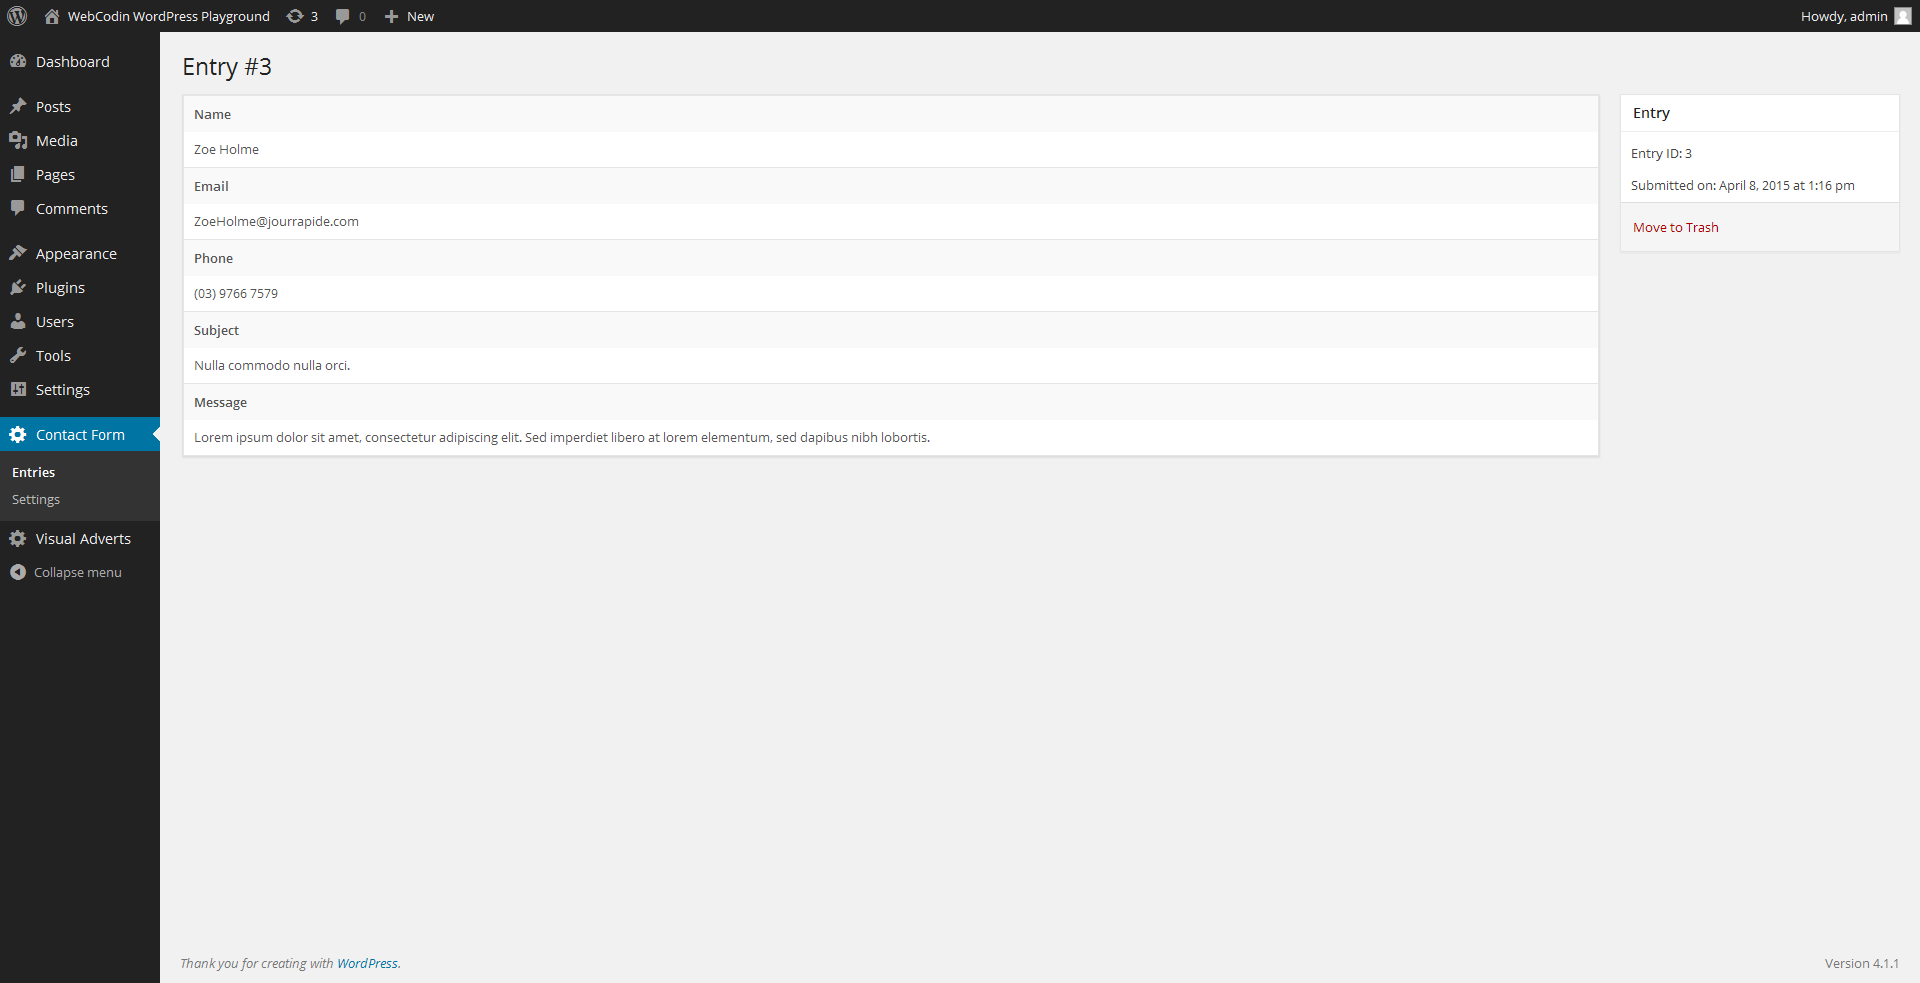 WebCodin WordPress Playground 3 0 New Howdy, admin
Dashboard
Posts
Media
Pages
Comments
Appearance
Plugins
Users
Tools
Settings
Contact Form
Entries
Settings
Visual Adverts
Collapse menu
Entry #3
Name
Zoe Holme
Email
ZoeHolme@jourrapide.com
Phone
(03) 9766 7579
Subject
Nulla commodo nulla orci.
Message
Lorem ipsum dolor sit amet, consectetur adipiscing elit. Sed imperdiet libero at lorem elementum, sed dapibus nibh lobortis.
Entry
Entry ID: 3
Submitted on: April 8, 2015 at 1:16 pm
Move to Trash
Thank you for creating with WordPress.
Version 4.1.1